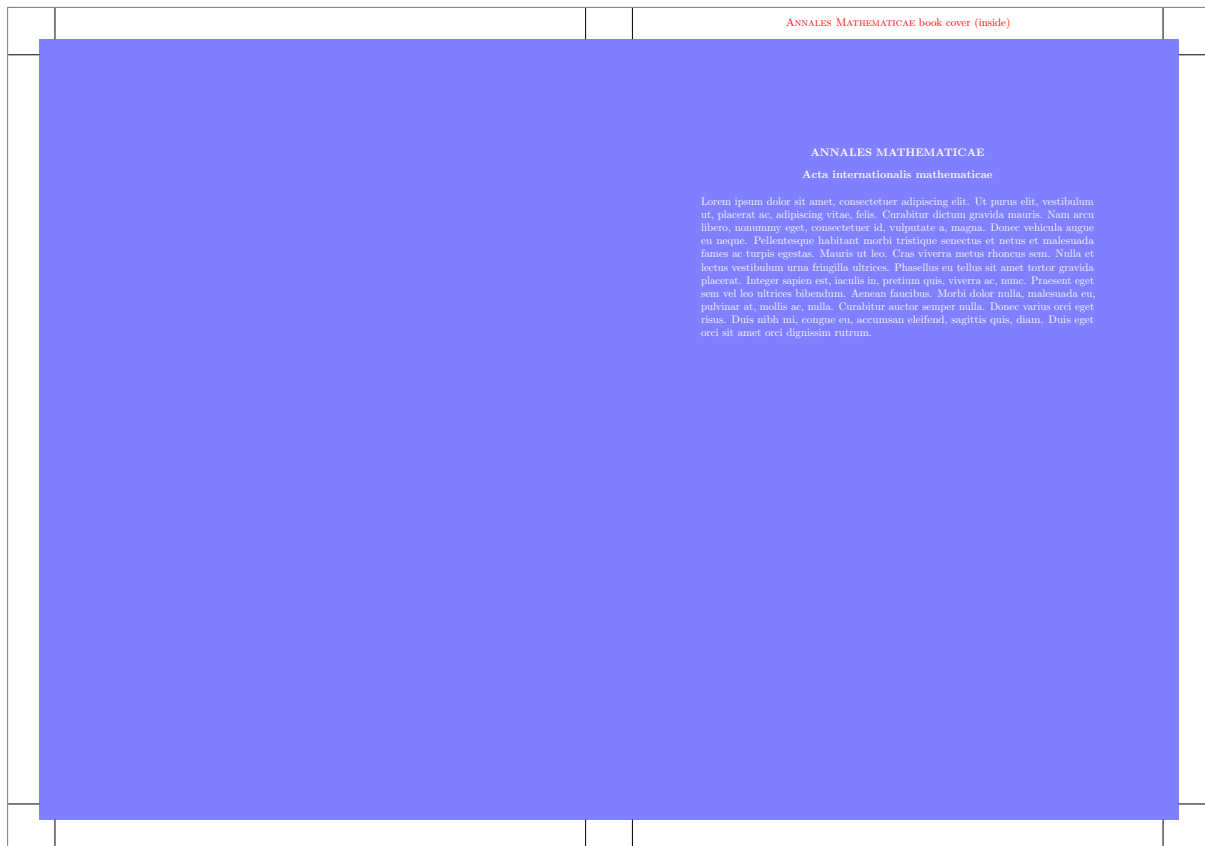 Annales Mathematicae book cover (inside)
ANNALES MATHEMATICAE
Acta internationalis mathematicae
Lorem ipsum dolor sit amet, consectetuer adipiscing elit. Ut purus elit, vestibulum
ut, placerat ac, adipiscing vitae, felis. Curabitur dictum gravida mauris. Nam arcu
libero, nonummy eget, consectetuer id, vulputate a, magna. Donec vehicula augue
eu neque. Pellentesque habitant morbi tristique senectus et netus et malesuada
fames ac turpis egestas. Mauris ut leo. Cras viverra metus rhoncus sem. Nulla et
lectus vestibulum urna fringilla ultrices. Phasellus eu tellus sit amet tortor gravida
placerat. Integer sapien est, iaculis in, pretium quis, viverra ac, nunc. Praesent eget
sem vel leo ultrices bibendum. Aenean faucibus. Morbi dolor nulla, malesuada eu,
pulvinar at, mollis ac, nulla. Curabitur auctor semper nulla. Donec varius orci eget
risus. Duis nibh mi, congue eu, accumsan eleifend, sagittis quis, diam. Duis eget
orci sit amet orci dignissim rutrum.